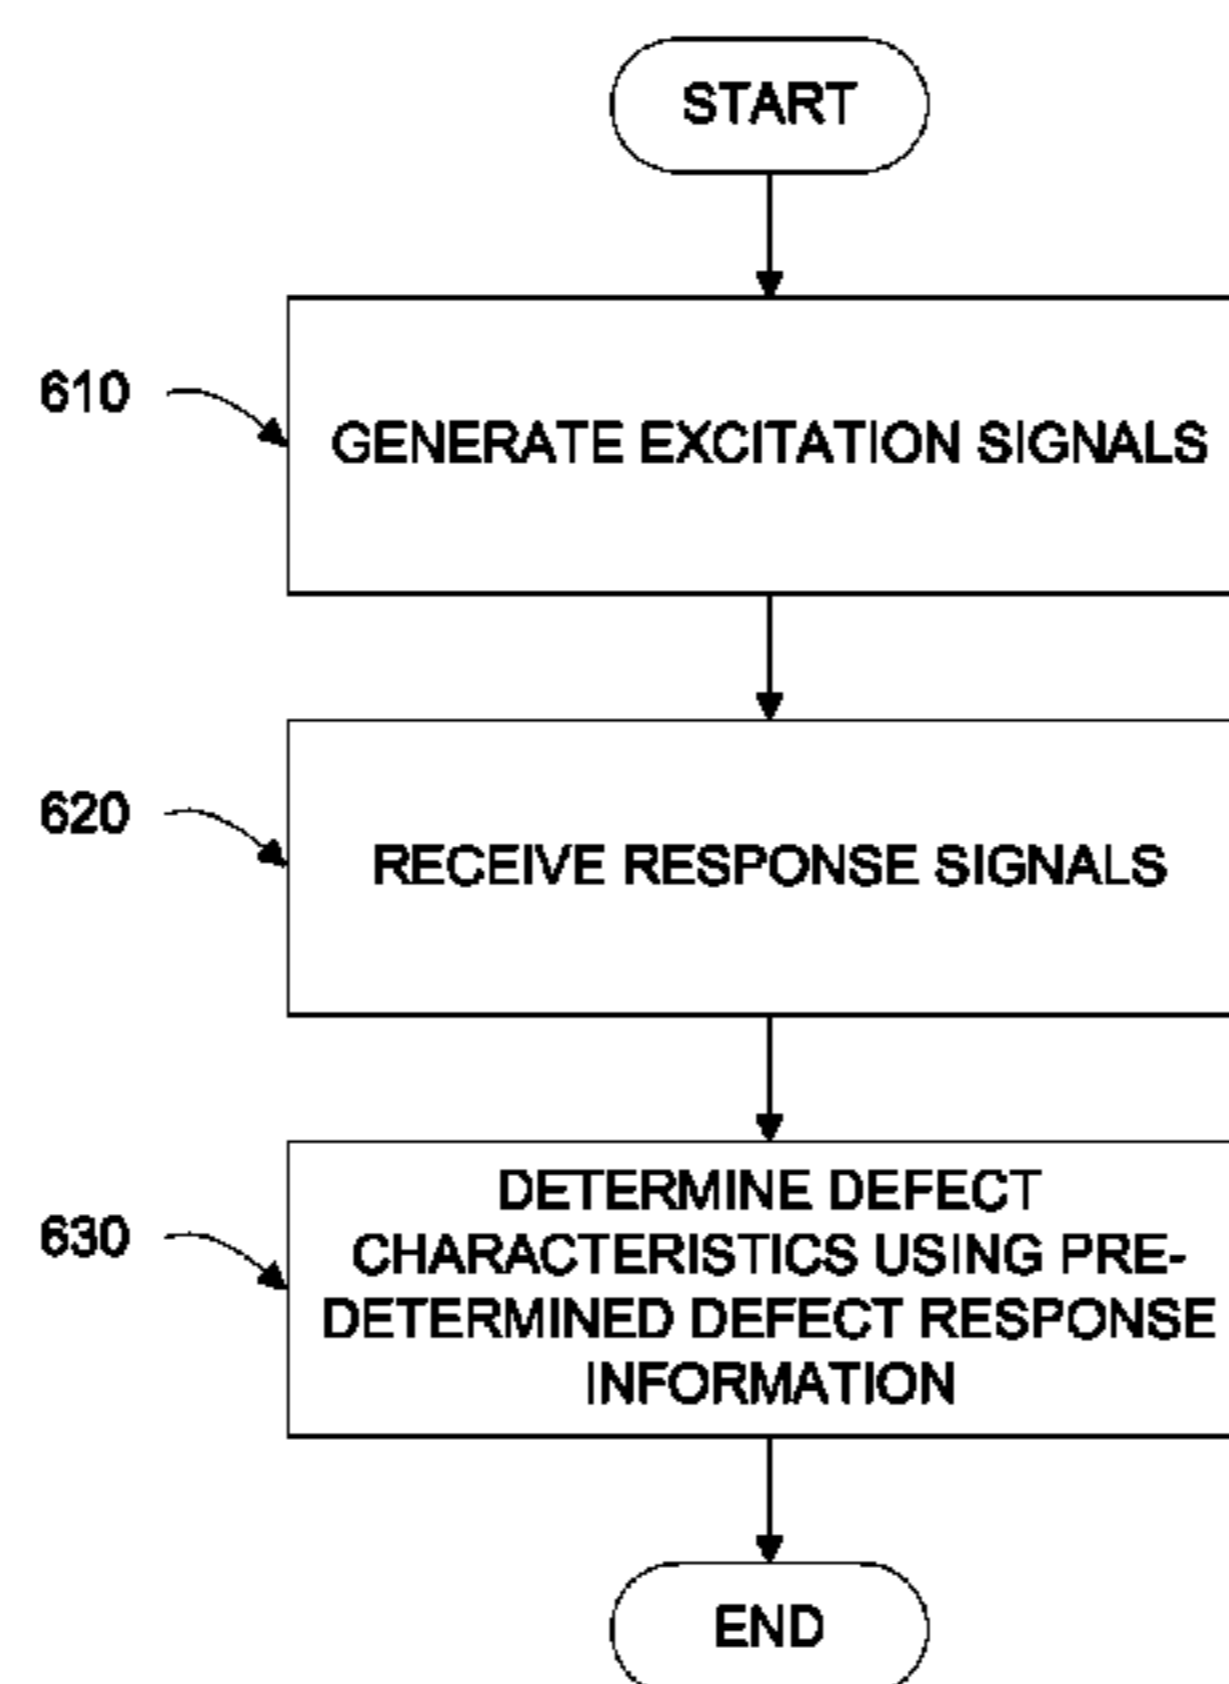 START
610
GENERATE EXCITATION SIGNALS
620
RECEIVE RESPONSE SIGNALS
630
DETERMINE DEFECT
CHARACTERISTICS USING PRE-
DETERMINED DEFECT RESPONSE
INFORMATION
END